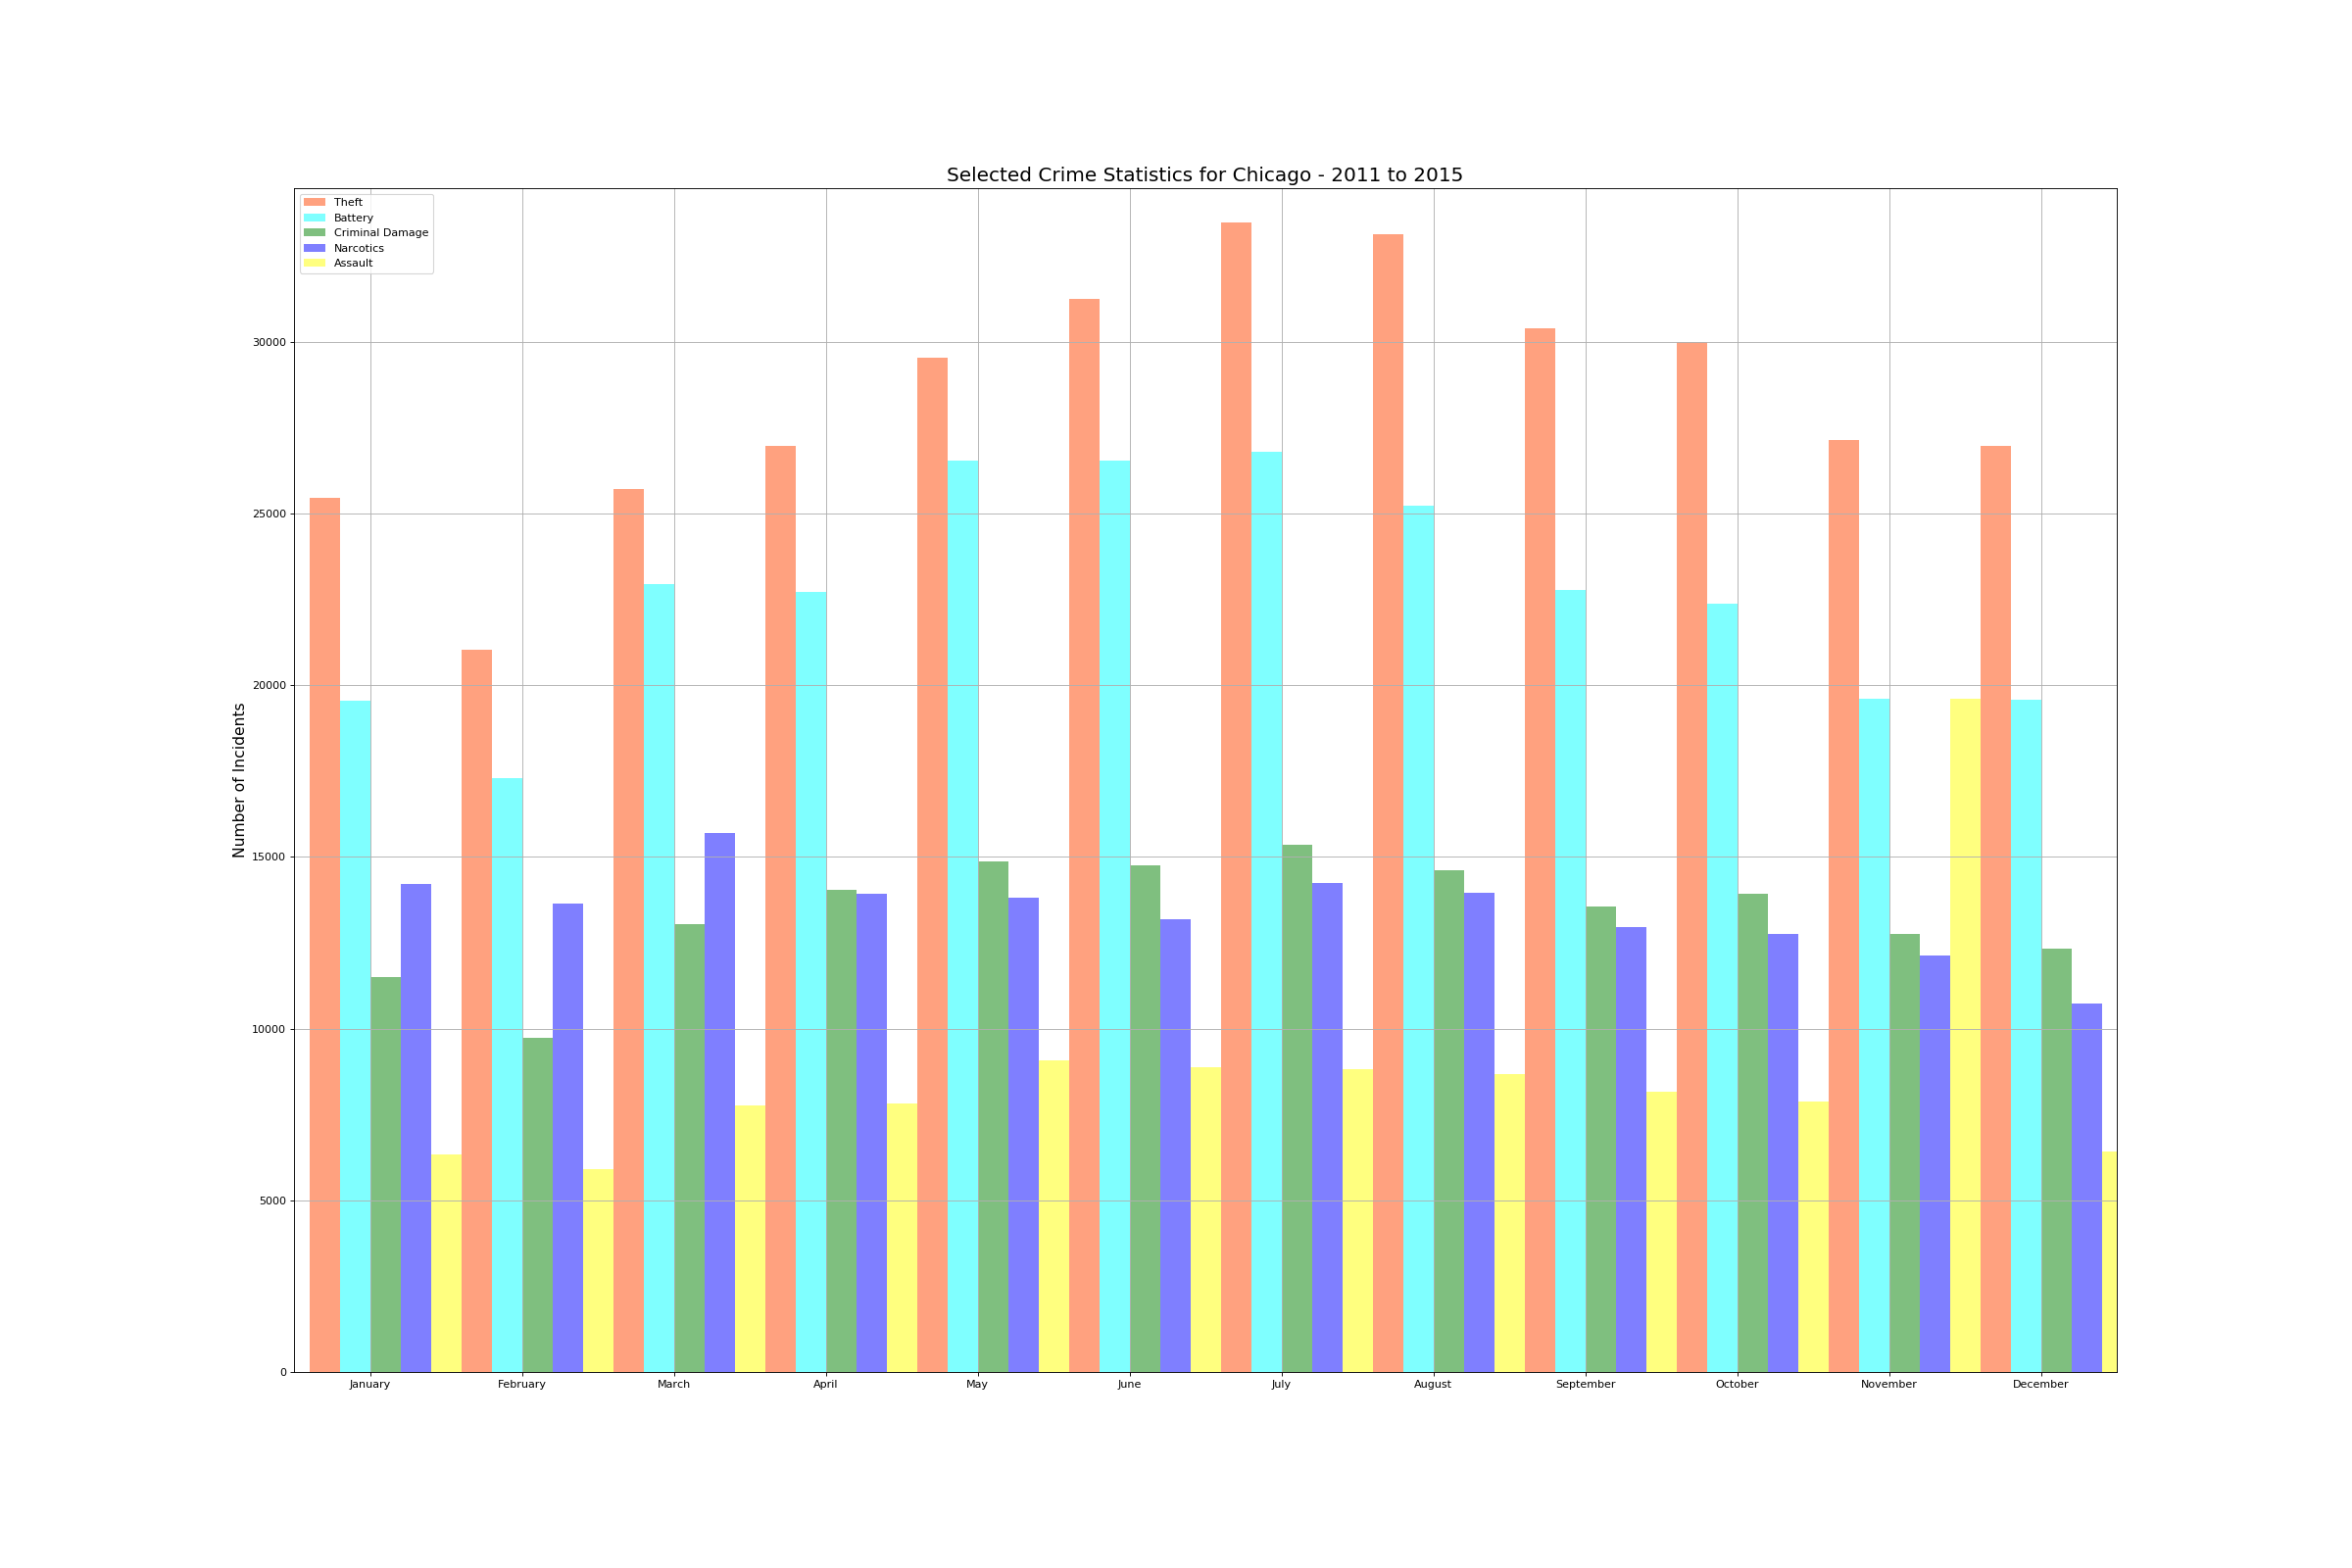 Selected Crime Statistics for Chicago - 2011 to 2015
Theft
Battery
Criminal Damage
Narcotics
Assault
Number of Incidents
30000
25000
20000
15000
10000
5000
0
January February March April May June July August September October November December